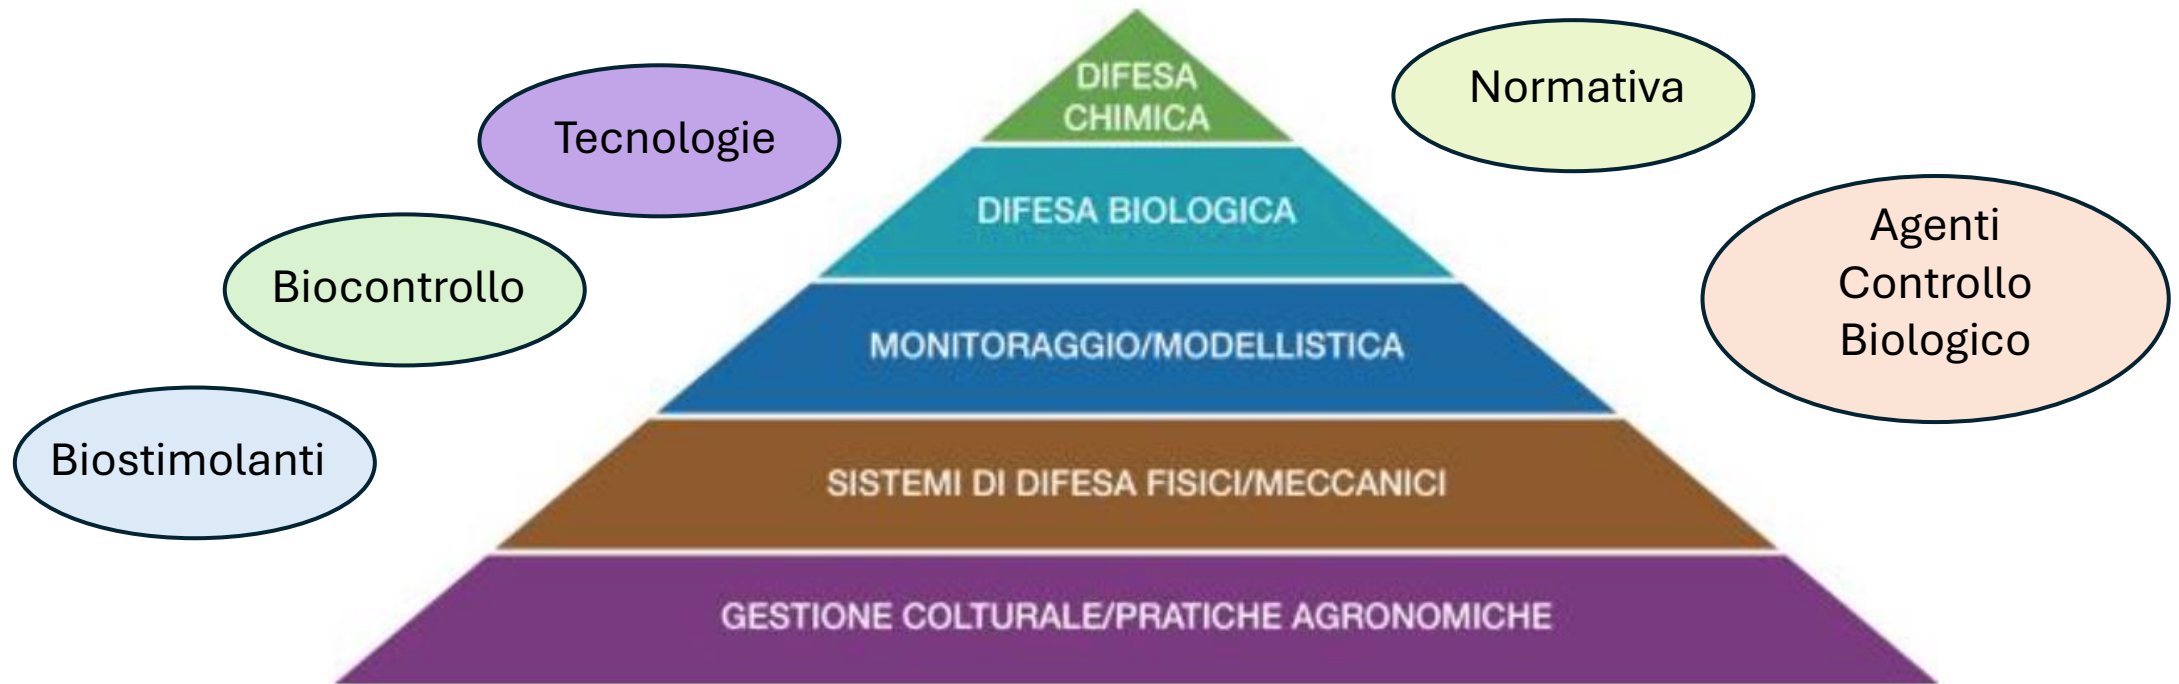 DIFESA
CHIMICA
Normativa
Tecnologie
DIFESA BIOLOGICA
Agenti
Controllo
Biologico
Biocontrollo
MONITORAGGIO/MODELLISTICA
Biostimolanti
SISTEMI DI DIFESA FISICI/MECCANICI
GESTIONE COLTURALE/PRATICHE AGRONOMICHE